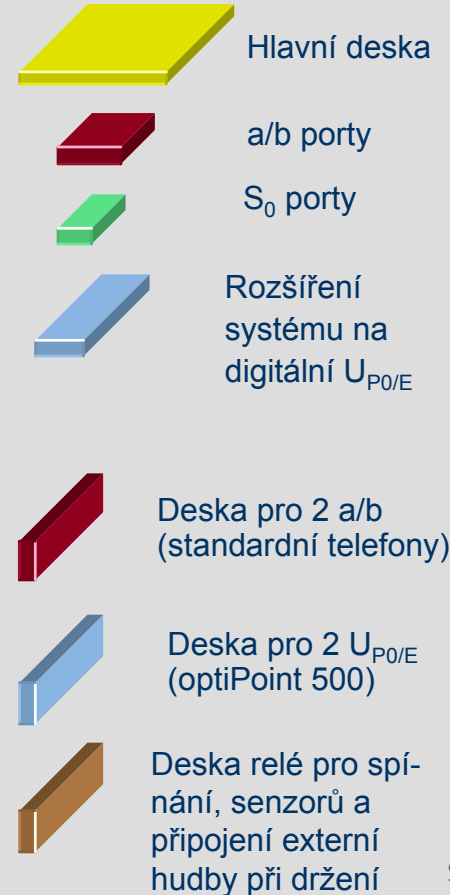 Hlavní deska
a/b porty
S0 porty
Rozšíření
systému na
digitální UP0/E
Deska pro 2 a/b
(standardní telefony)
Deska pro 2 UP0/E
(optiPoint 500)
Deska relé pro spí-
nání, senzorů a
připojení externí
hudby při držení